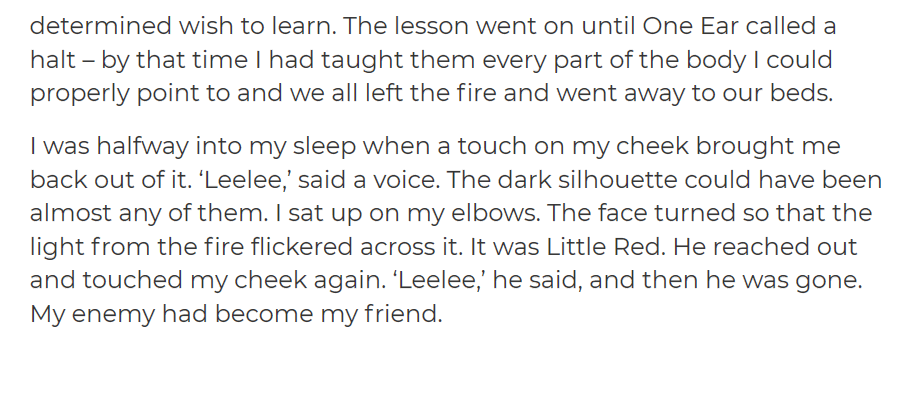 determined wish to learn. The lesson went on until One Ear called a
halt – by that time I had taught them every part of the body I could
properly point to and we all left the fire and went away to our beds.
I was halfway into my sleep when a touch on my cheek brought me
back out of it. ‘Leelee,’ said a voice. The dark silhouette could have been
almost any of them. I sat up on my elbows. The face turned so that the
light from the fire flickered across it. It was Little Red. He reached out
and touched my cheek again. ‘Leelee,’ he said, and then he was gone.
My enemy had become my friend.